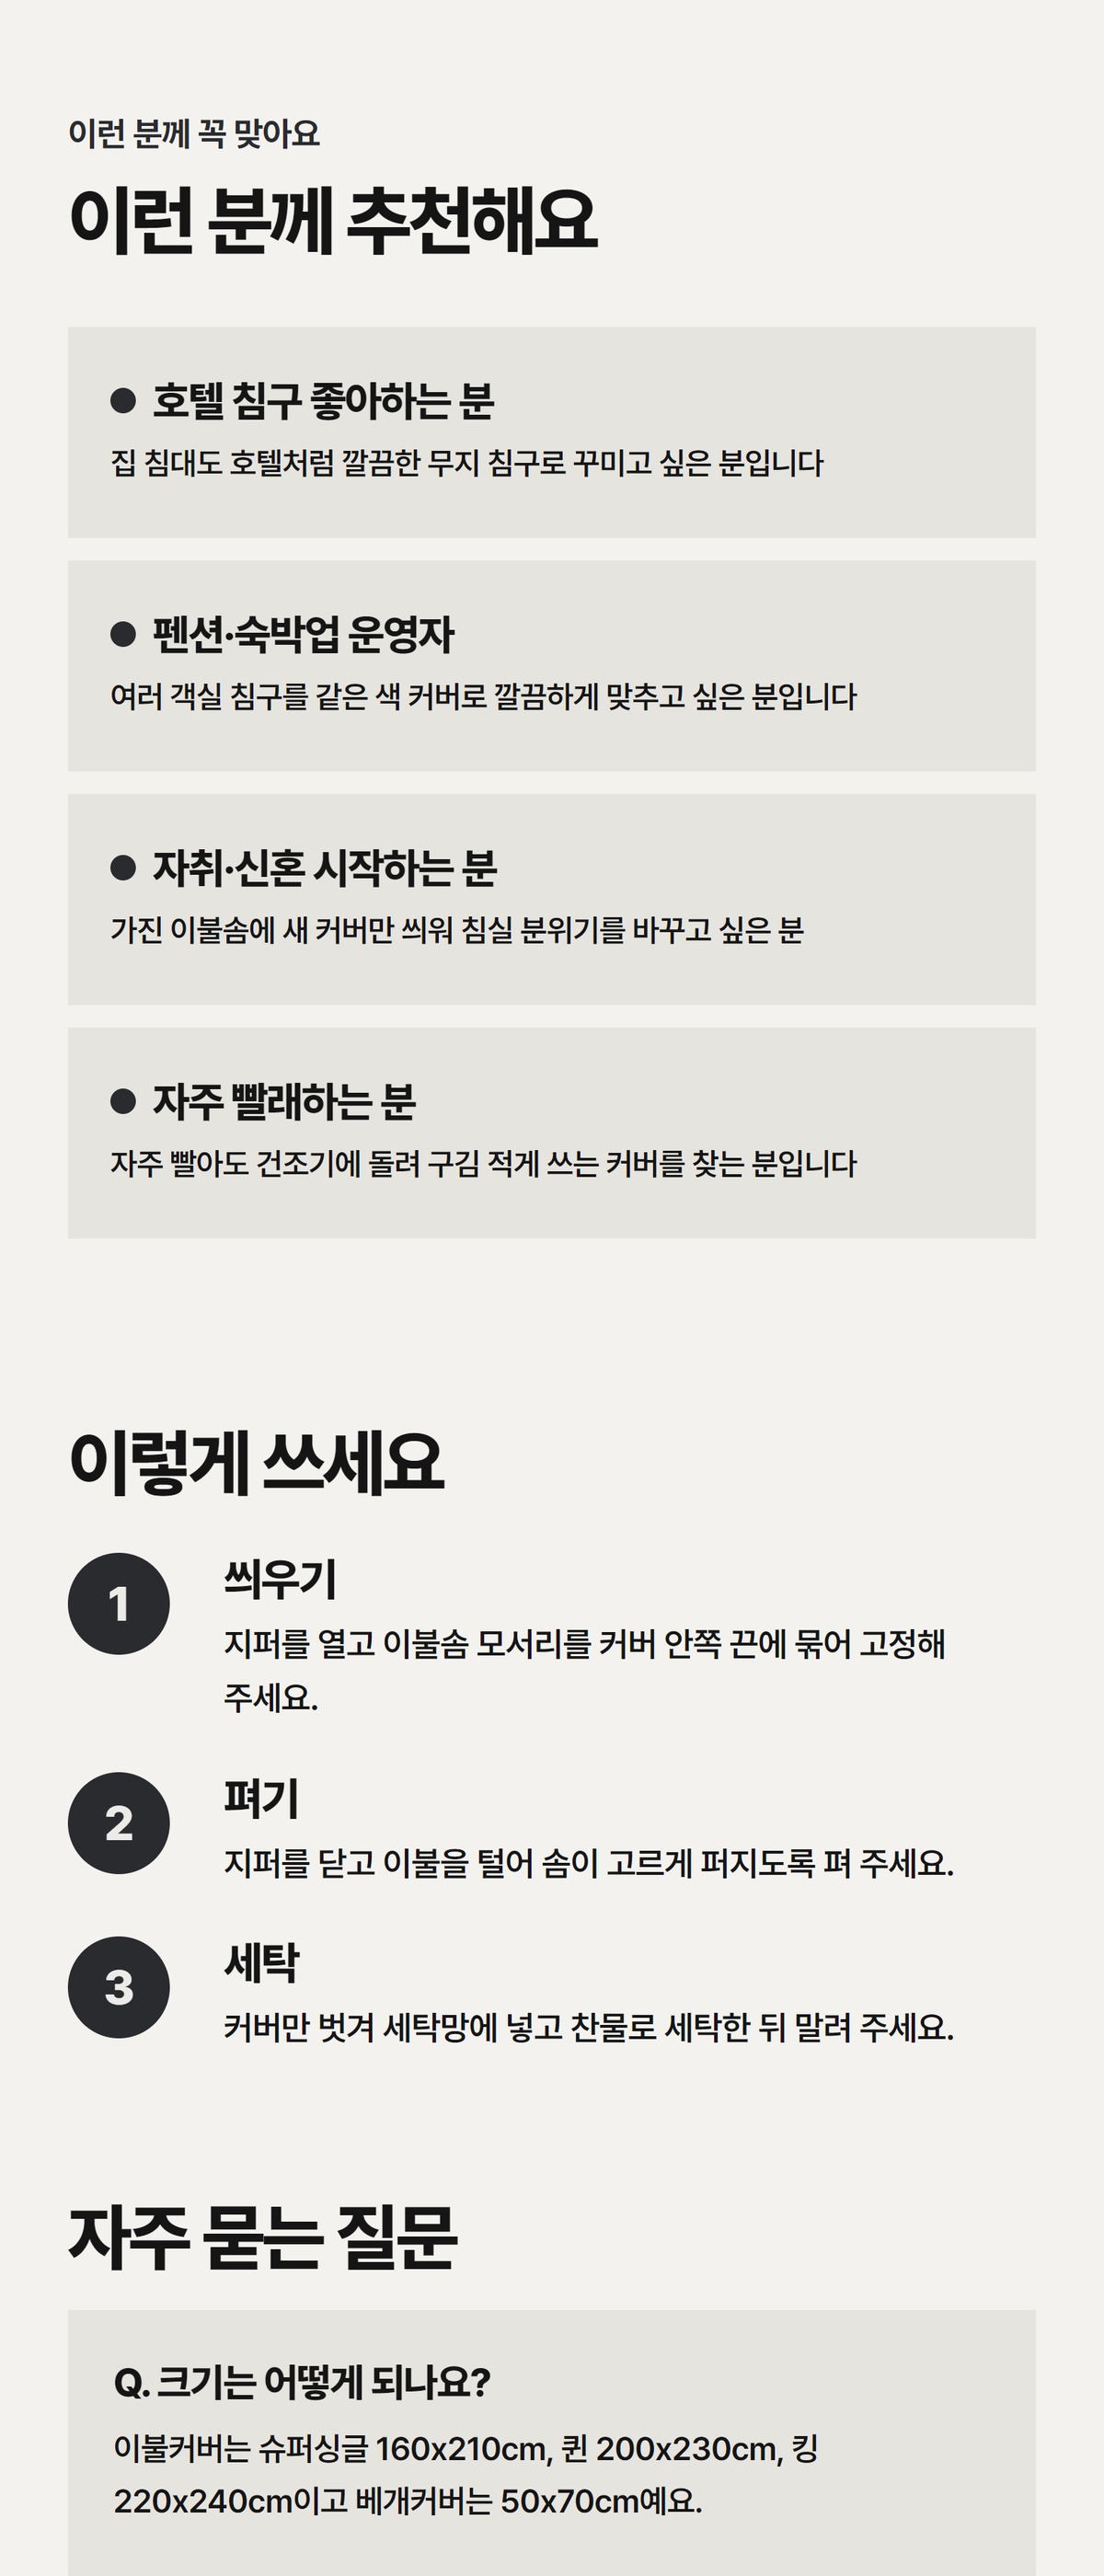 이런 분께 꼭 맞아요
이런 분께 추천해요
호텔 침구 좋아하는 분
집 침대도 호텔처럼 깔끔한 무지 침구로 꾸미고 싶은 분입니다
펜션·숙박업 운영자
여러 객실 침구를 같은 색 커버로 깔끔하게 맞추고 싶은 분입니다
자취·신혼 시작하는 분
가진 이불솜에 새 커버만 씌워 침실 분위기를 바꾸고 싶은 분
자주 빨래하는 분
자주 빨아도 건조기에 돌려 구김 적게 쓰는 커버를 찾는 분입니다
이렇게 쓰세요
1
씌우기
지퍼를 열고 이불솜 모서리를 커버 안쪽 끈에 묶어 고정해
주세요.
2
펴기
지퍼를 닫고 이불을 털어 솜이 고르게 퍼지도록 펴 주세요.
3
세탁
커버만 벗겨 세탁망에 넣고 찬물로 세탁한 뒤 말려 주세요.
자주 묻는 질문
Q. 크기는 어떻게 되나요?
이불커버는 슈퍼싱글 160x210cm, 퀸 200x230cm, 킹
220x240cm이고 베개커버는 50x70cm예요.